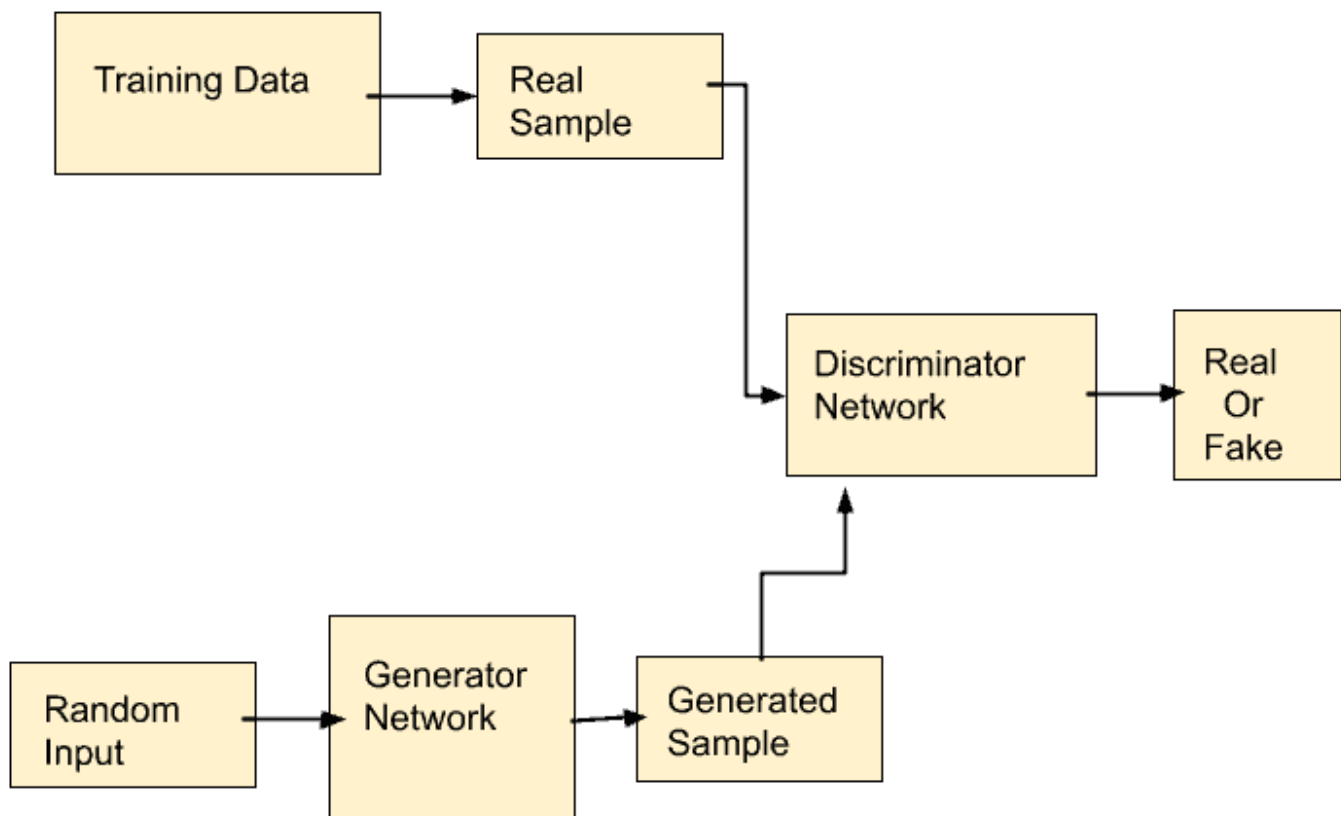 Training Data
Real
Sample
Discriminator
Network
Real
Or
Fake
Random
Input
Generator
Network
Generated
Sample